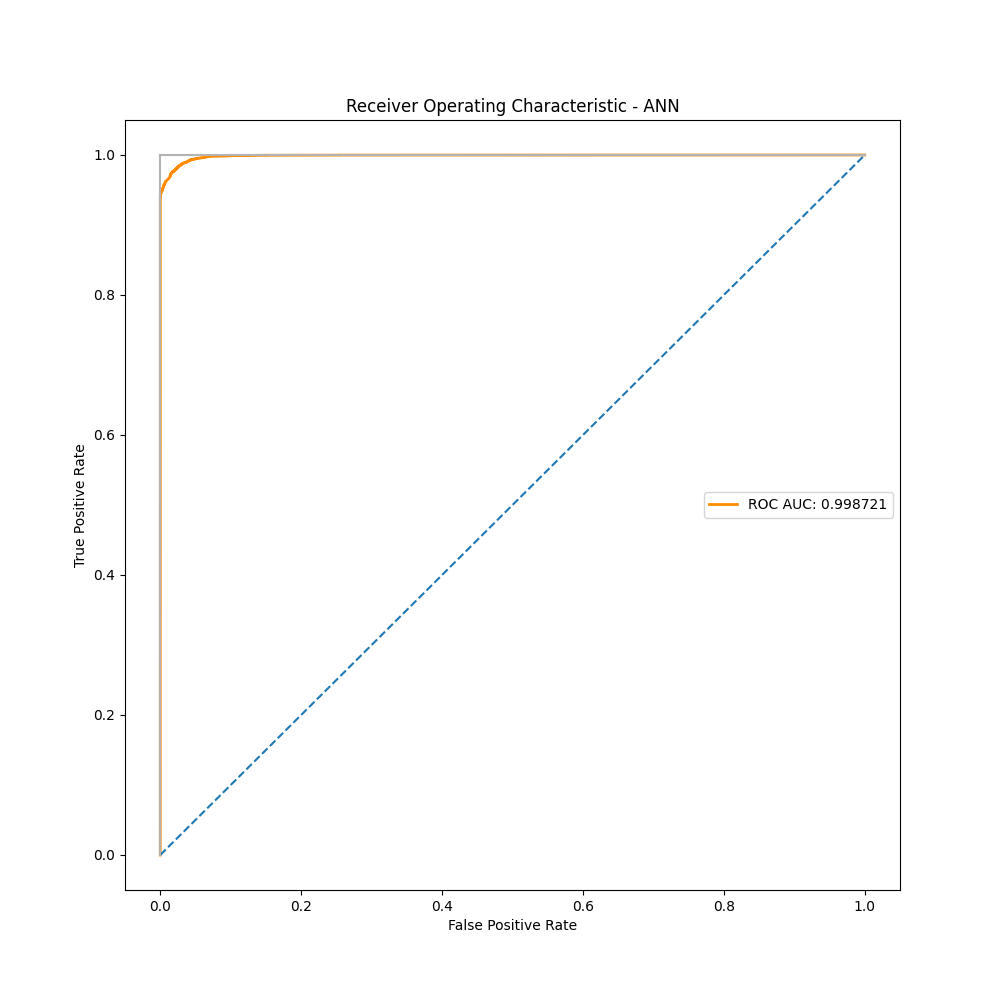 Receiver Operating Characteristic - ANN
1.0
0.8
0.6
0.4
0.2
0.0
True Positive Rate
ROC AUC: 0.998721
0.0 0.2 0.4 0.6 0.8 1.0
False Positive Rate